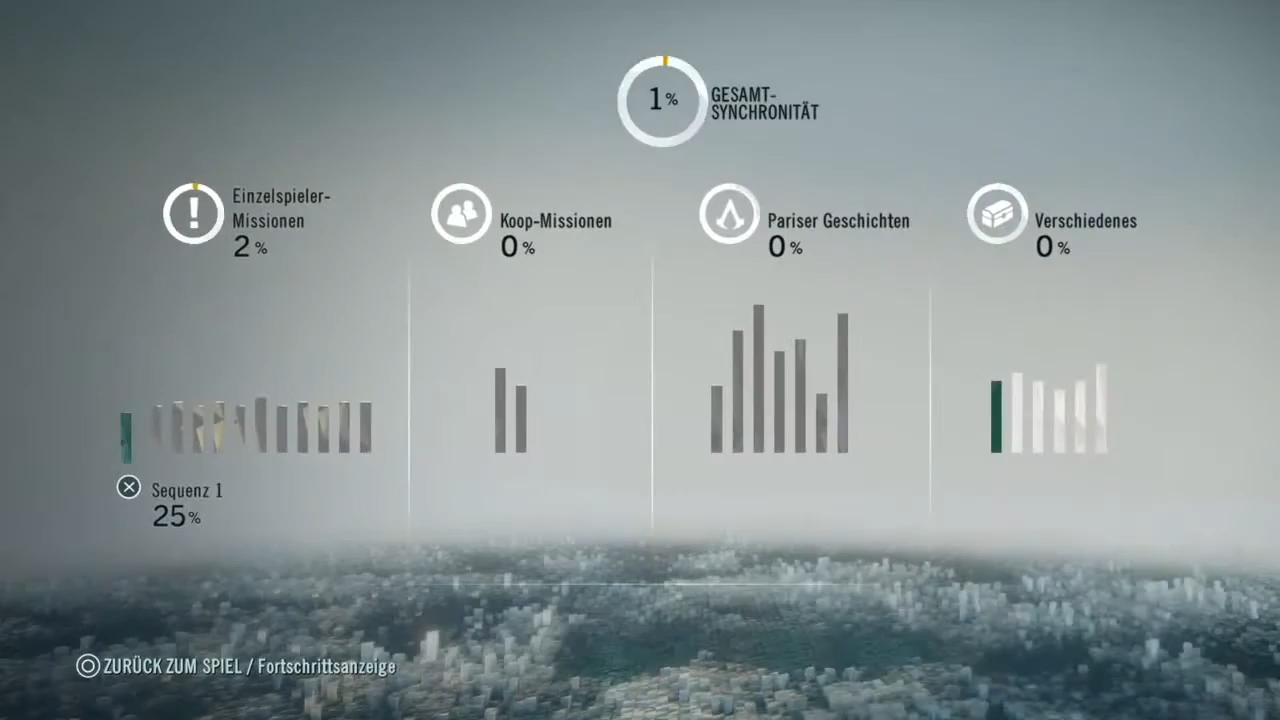 1%
GESAMT-
SYNCHRONITÄT
Einzelspieler-
Missionen
2 %
Koop-Missionen
0 %
Pariser Geschichten
0 %
Verschiedenes
0 %
Sequenz 1
25%
ZURÜCK ZUM SPIEL / Fortschrittsanzeige